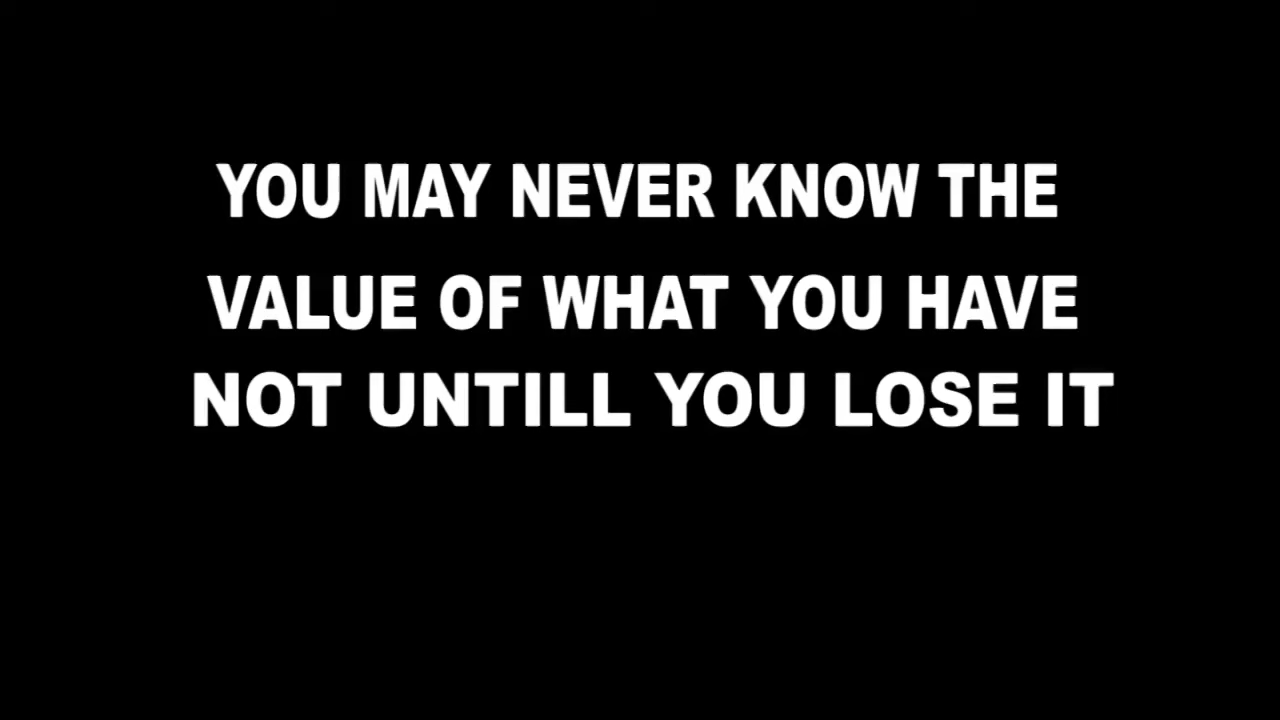 YOU MAY NEVER KNOW THE
VALUE OF WHAT YOU HAVE
NOT UNTILL YOU LOSE IT